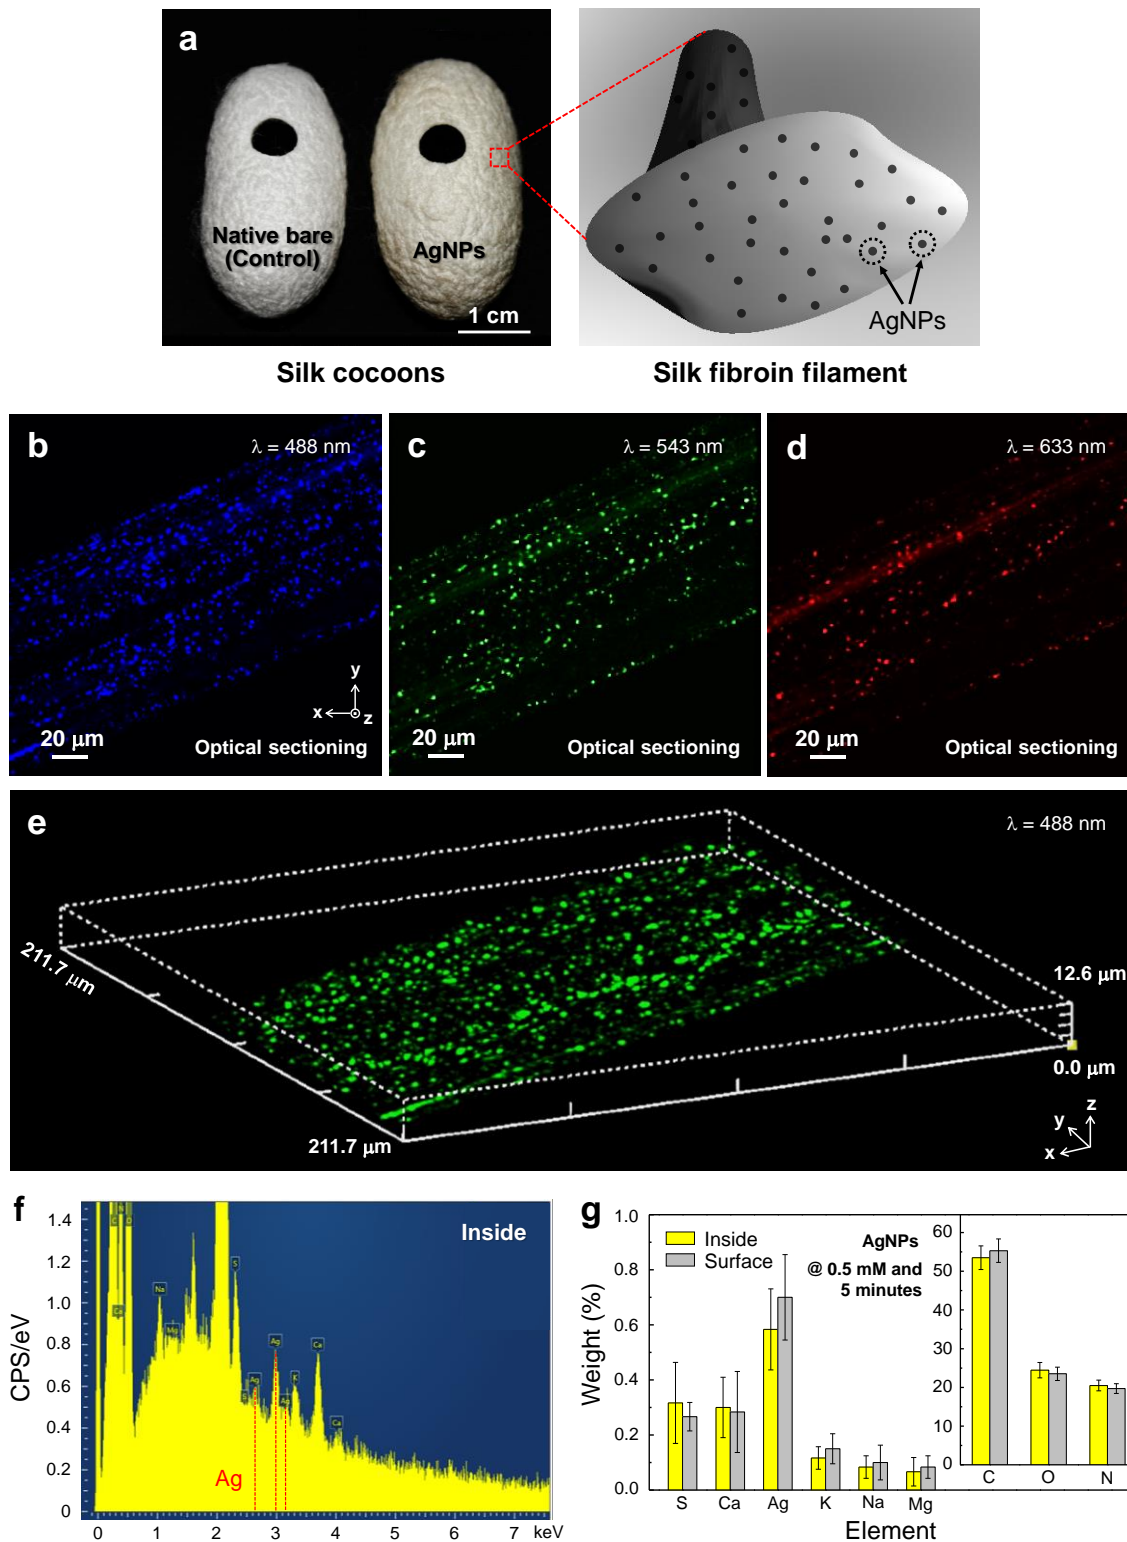 a
Native bare
(Control)
AgNPs
1 cm
AgNPs
Silk cocoons
Silk fibroin filament
b
λ = 488 nm
y
x
z
20 μm
Optical sectioning
c
λ = 543 nm
20 μm
Optical sectioning
d
λ = 633 nm
20 μm
Optical sectioning
e
λ = 488 nm
211.7 μm
12.6 μm
0.0 μm
211.7 μm
z
y
x
f
Inside
1.4
1.2
1.0
0.8
0.6
0.4
0.2
0
CPS/eV
Na
Mg
S
S
Ag
Ag
Ag
K
Ca
Ca
Ag
0 1 2 3 4 5 6 7 keV
g
1.0
0.8
0.6
0.4
0.2
0.0
Weight (%)
Inside
Surface
AgNPs
@ 0.5 mM and
5 minutes
60
50
40
30
20
10
0
S Ca Ag K Na Mg
C O N
Element